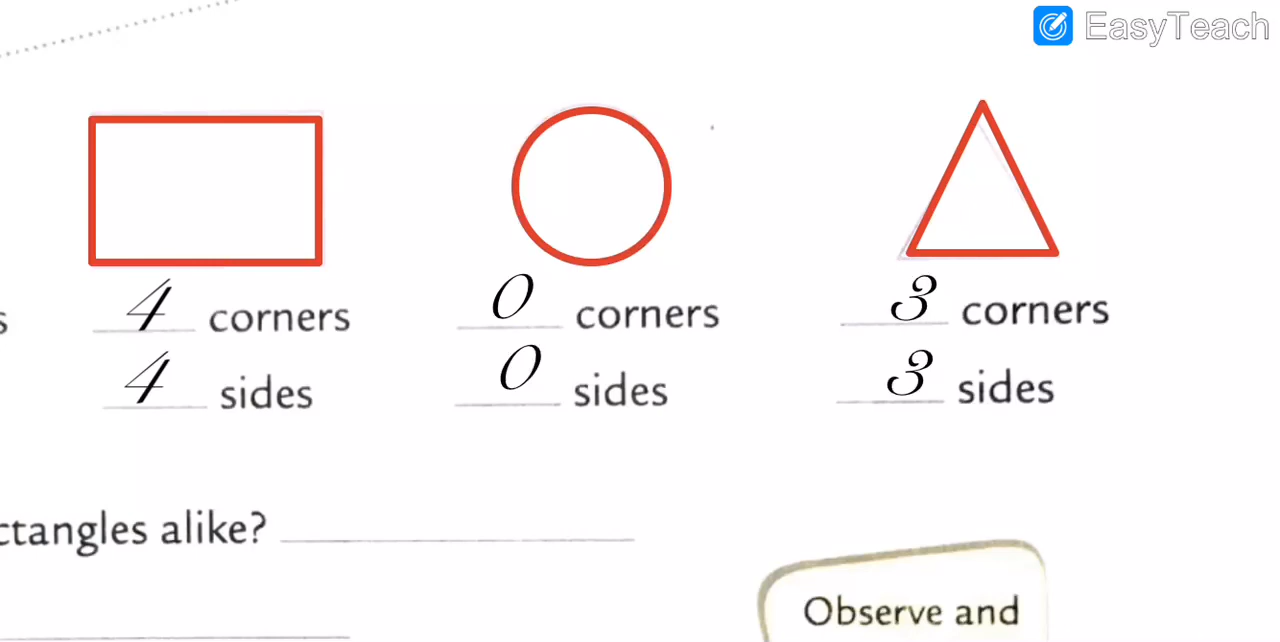 EasyTeach
4 corners 0 corners 3 corners
4 sides 0 sides 3 sides
ctangles alike?
Observe and